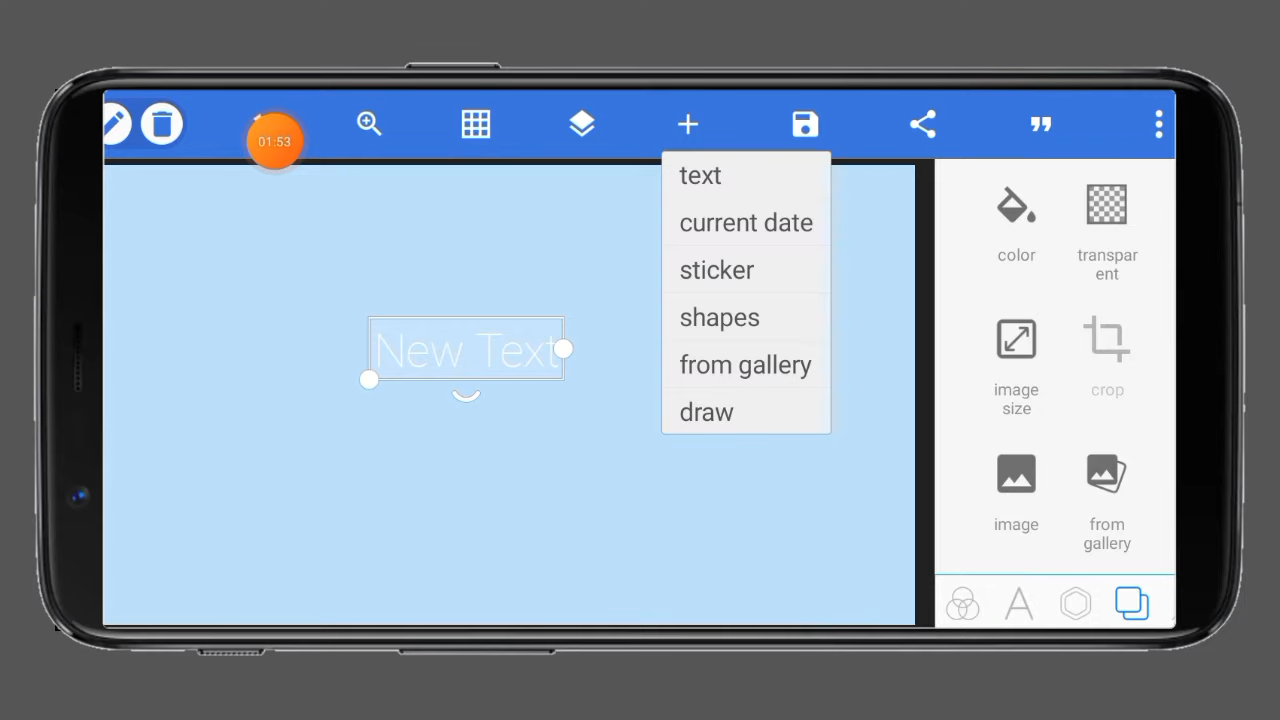 01:53
text
current date
sticker
shapes
from gallery
draw
New Text
color
transpar
ent
image
size
crop
image
from
gallery